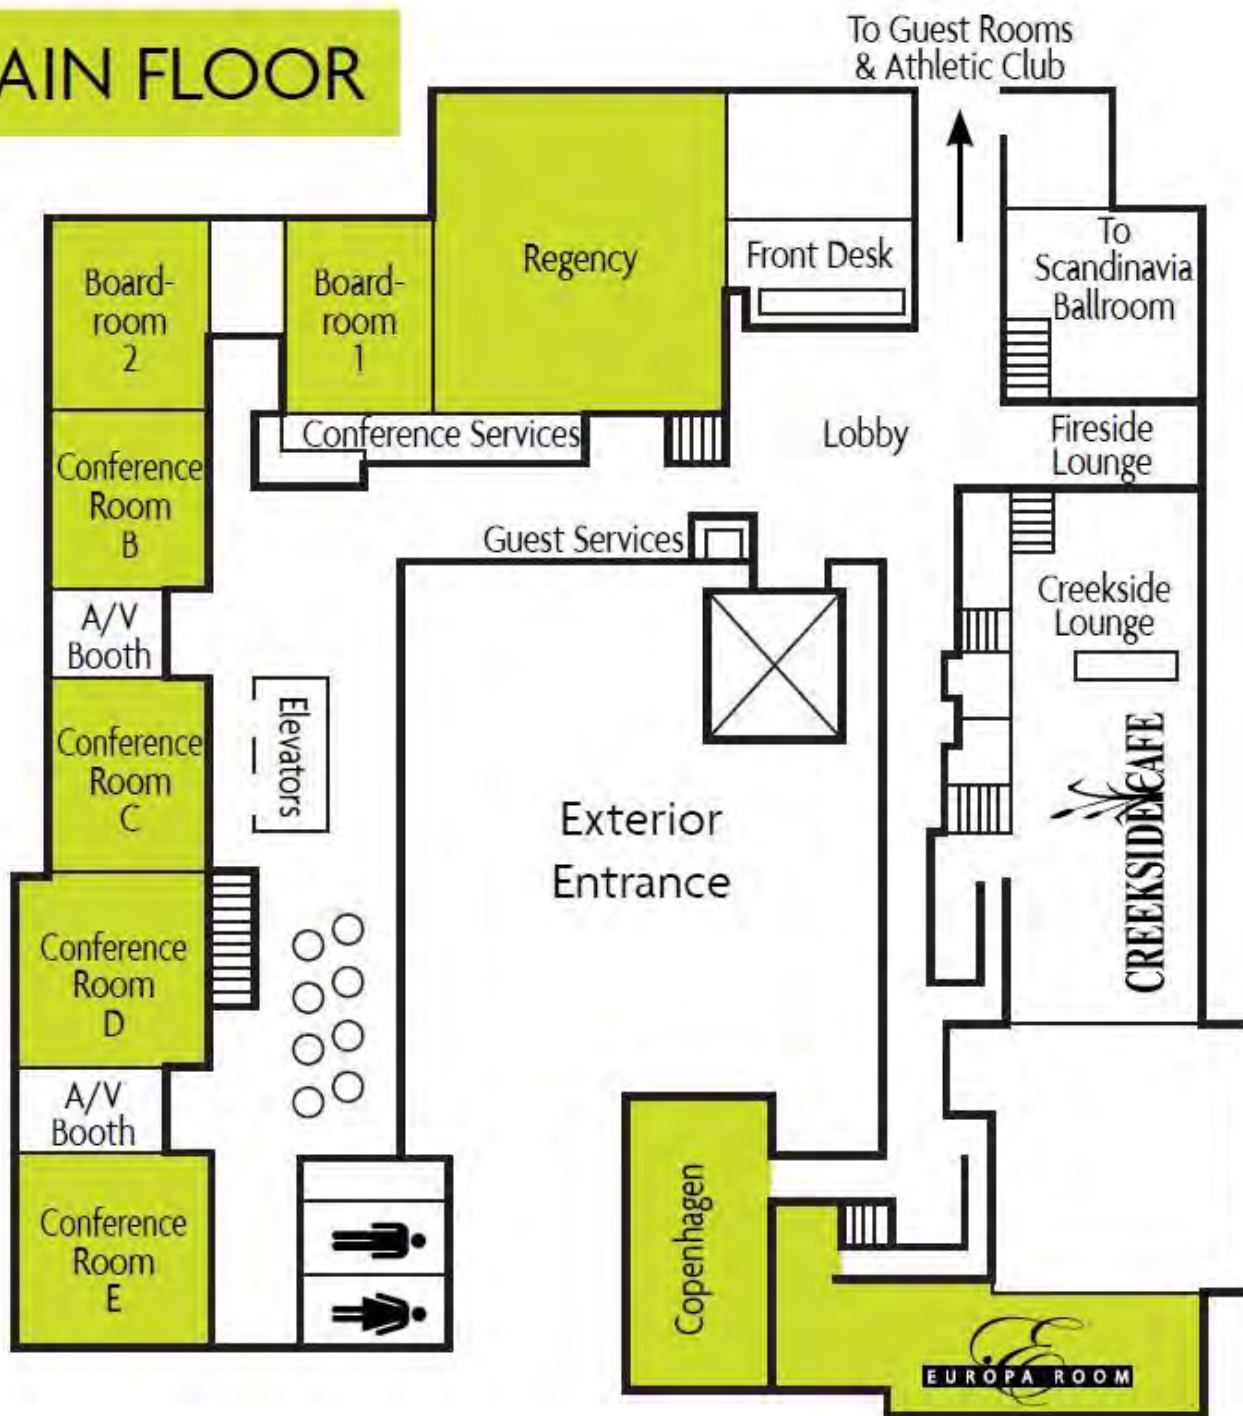 AIN FLOOR
To Guest Rooms
& Athletic Club
Board-
room
2
Board-
room
1
Regency
Front Desk
To
Scandinavia
Ballroom
Conference Services
Lobby
Fireside
Lounge
Conference
Room
B
Guest Services
A/V
Booth
Creekside
Lounge
Conference
Room
C
Elevators
CREEKSIDE CAFE
Exterior
Entrance
Conference
Room
D
A/V
Booth
Conference
Room
E
Copenhagen
E
EUROPA ROOM